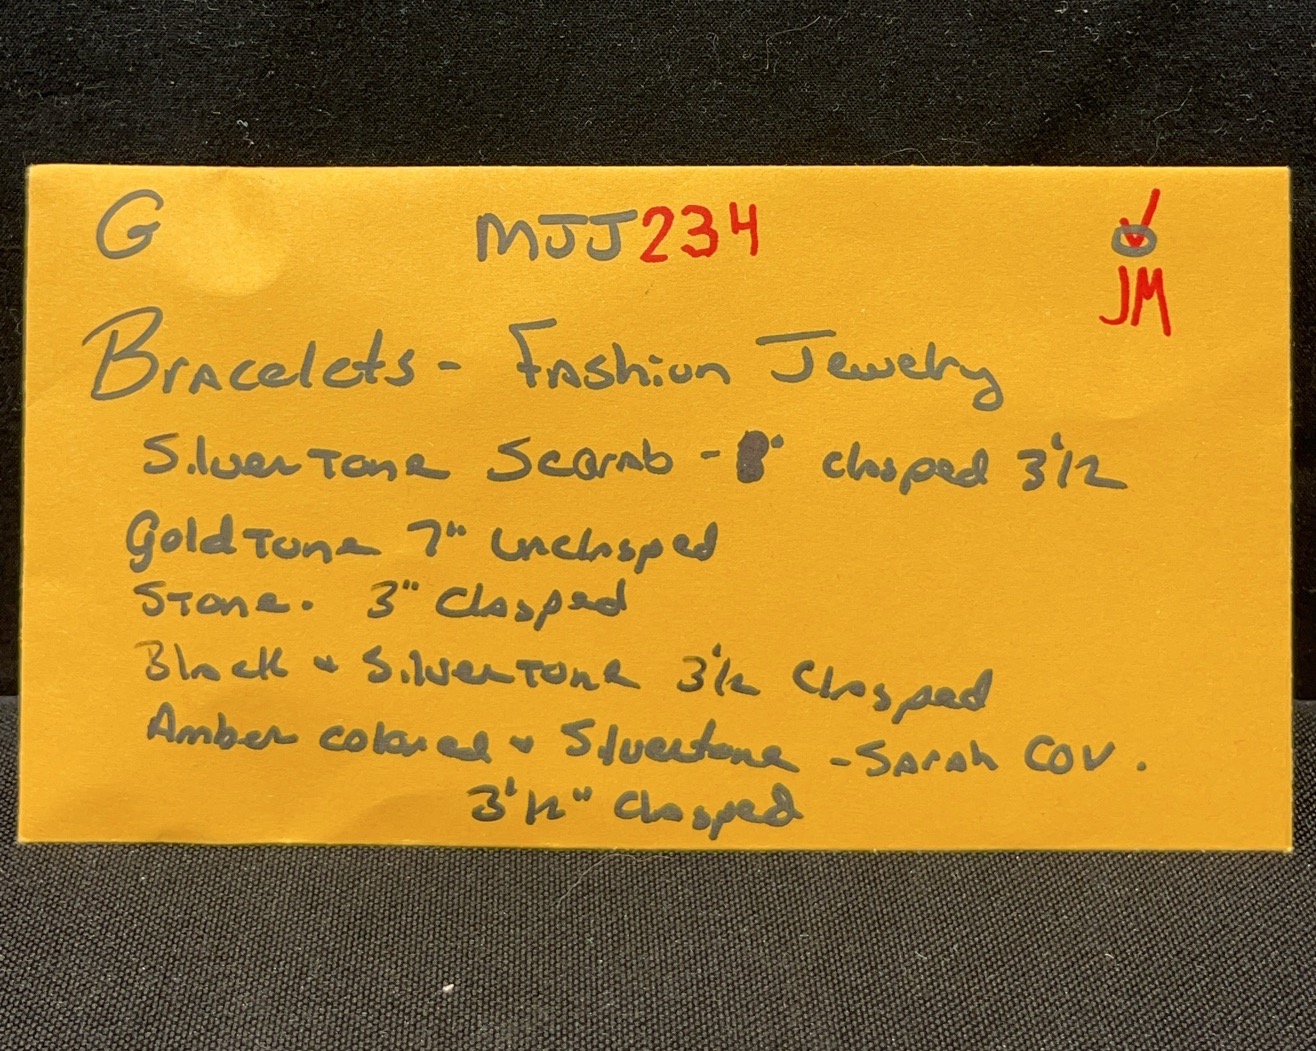 G MJJ234
JM
Bracelets - Fashion Jewelry
Silvertone Scarab - clasped 3 1/2
Goldtone 7" unclasped
Stone. 3" Clasped
Black + Silvertone 3 1/2 Clasped
Amber colored + Silvertone - Sarah COV.
3 1/2" Clasped